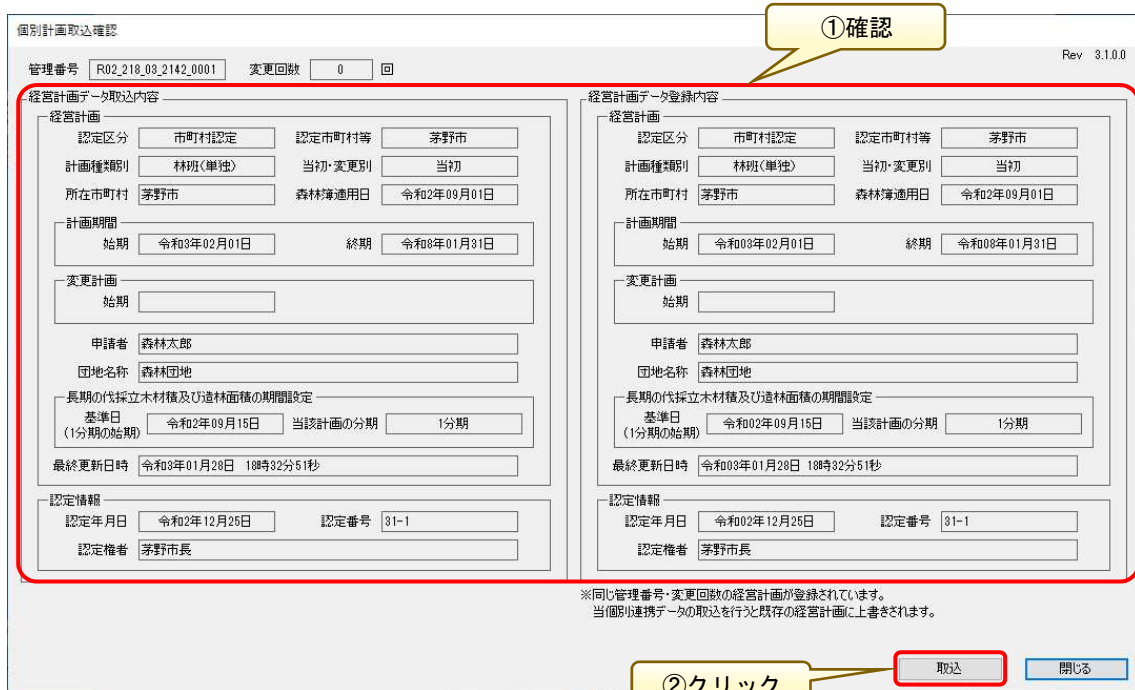 個別計画取込確認
①確認
Rev 3.1.0.0
管理番号 R02_218_03_2142_0001 変更回数 0 回
経営計画データ取込内容
経営計画
認定区分 市町村認定 認定市町村等 茅野市
計画種類別 林班(単独) 当初・変更別 当初
所在市町村 茅野市 森林簿適用日 令和2年09月01日
計画期間
始期 令和3年02月01日 終期 令和8年01月31日
変更計画
始期
申請者 森林太郎
団地名称 森林団地
長期の伐採立木材積及び造林面積の期間設定
基準日 (1分期の始期) 令和2年09月15日 当該計画の分期 1分期
最終更新日時 令和3年01月28日 18時32分51秒
認定情報
認定年月日 令和2年12月25日 認定番号 31-1
認定権者 茅野市長
経営計画データ登録内容
経営計画
認定区分 市町村認定 認定市町村等 茅野市
計画種類別 林班(単独) 当初・変更別 当初
所在市町村 茅野市 森林簿適用日 令和02年09月01日
計画期間
始期 令和03年02月01日 終期 令和08年01月31日
変更計画
始期
申請者 森林太郎
団地名称 森林団地
長期の伐採立木材積及び造林面積の期間設定
基準日 (1分期の始期) 令和02年09月15日 当該計画の分期 1分期
最終更新日時 令和03年01月28日 18時32分51秒
認定情報
認定年月日 令和02年12月25日 認定番号 31-1
認定権者 茅野市長
※同じ管理番号・変更回数の経営計画が登録されています。
当個別連携データの取込を行うと既存の経営計画に上書きされます。
取込 閉じる
②クリック